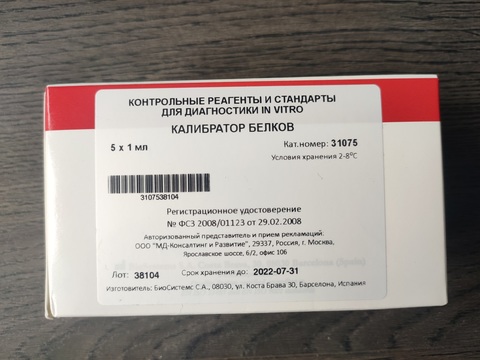 КОНТРОЛЬНЫЕ РЕАГЕНТЫ И СТАНДАРТЫ
ДЛЯ ДИАГНОСТИКИ IN VITRO
КАЛИБРАТОР БЕЛКОВ
5 x 1 мл
Кат.номер: 31075
Условия хранения 2-8⁰С
3107538104
Регистрационное удостоверение
№ ФСЗ 2008/01123 от 29.02.2008
Авторизованный представитель и прием рекламаций:
ООО "МД-Консалтинг и Развитие", 29337, Россия, г. Москва,
Ярославское шоссе, 6/2, офис 106
Лот: 38104 Срок хранения до: 2022-07-31
Изготовитель: БиоСистемс С.А., 08030, ул. Коста Брава 30, Барселона, Испания